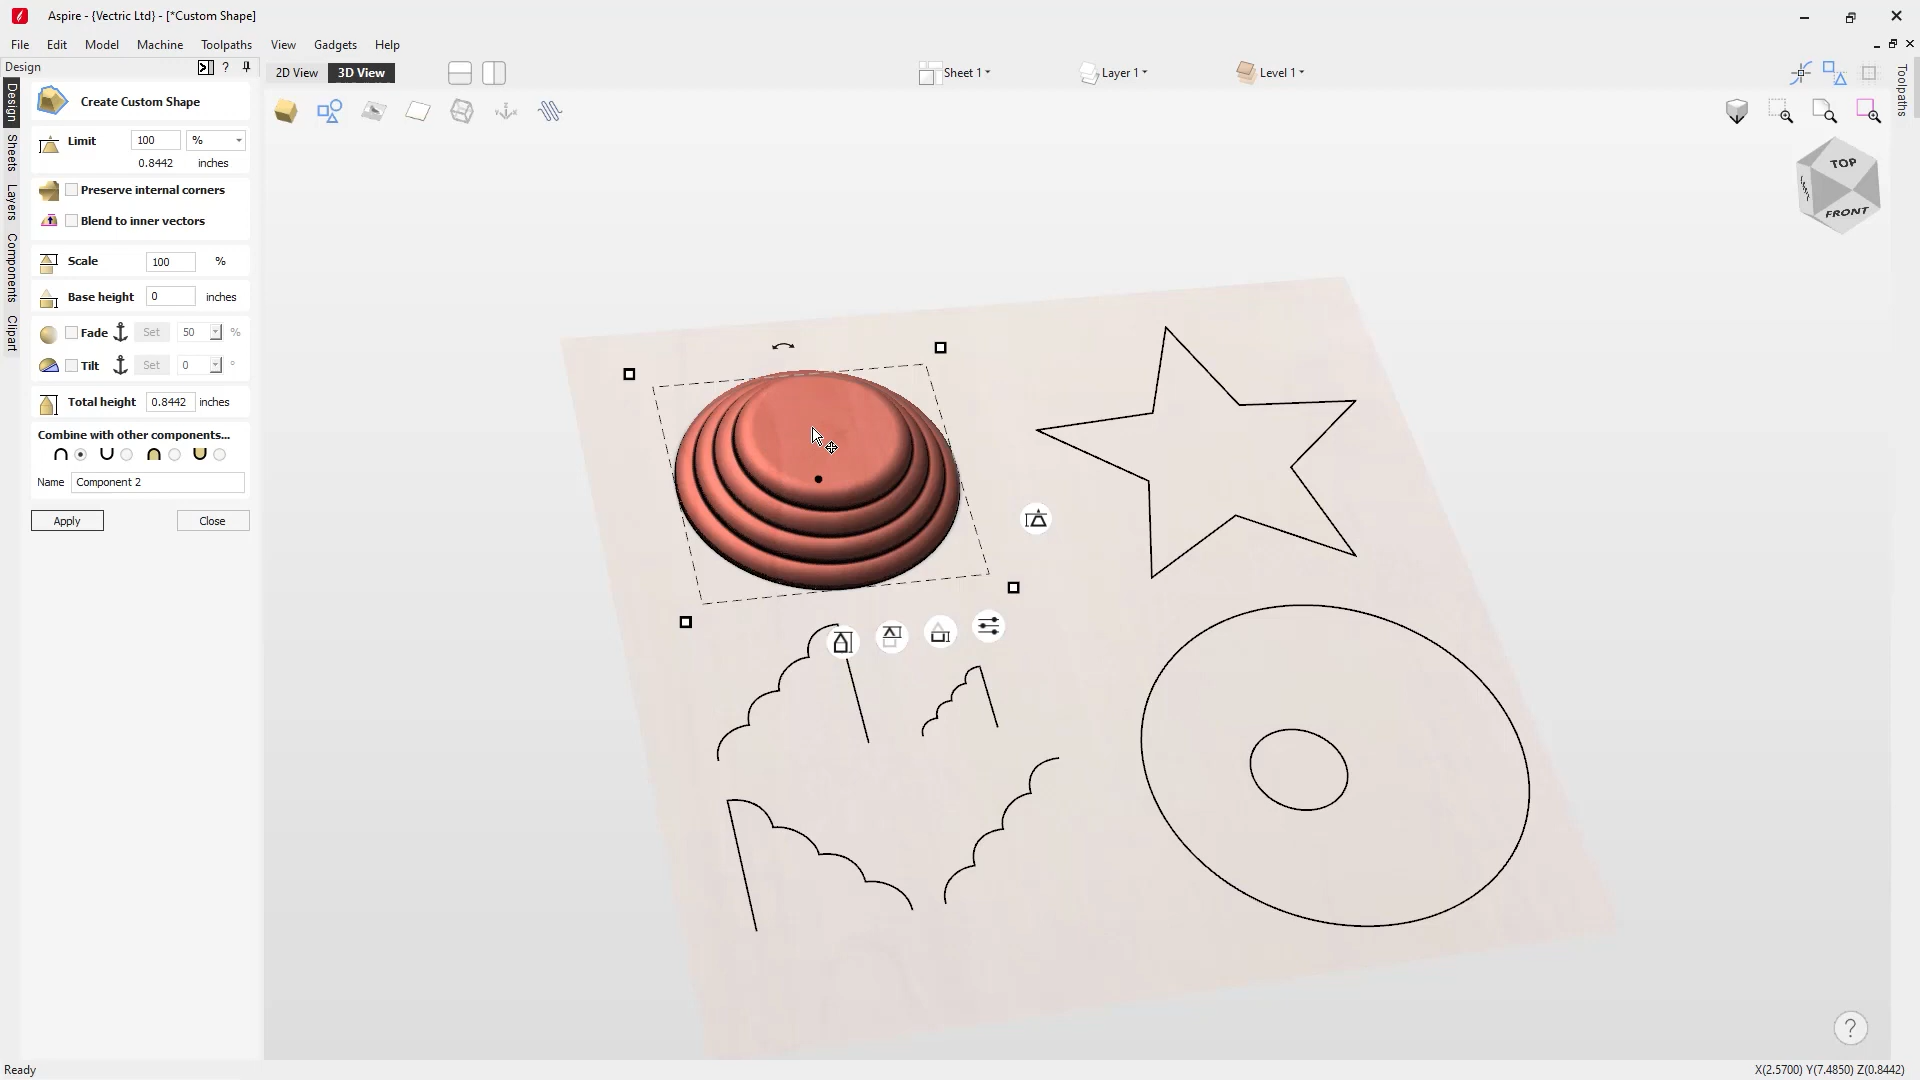 Aspire - {Vectric Ltd} - [*Custom Shape]
File Edit Model Machine Toolpaths View Gadgets Help
Design ?
2D View 3D View Sheet 1 Layer 1 Level 1
Design
Sheets
Layers
Components
Clipart
Toolpaths
Create Custom Shape
Limit 100 %
0.8442 inches
Preserve internal corners
Blend to inner vectors
Scale 100 %
Base height 0 inches
Fade Set 50 %
Tilt Set 0 °
Total height 0.8442 inches
Combine with other components...
Name Component 2
Apply Close
TOP
FRONT
?
Ready X(2.5700) Y(7.4850) Z(0.8442)